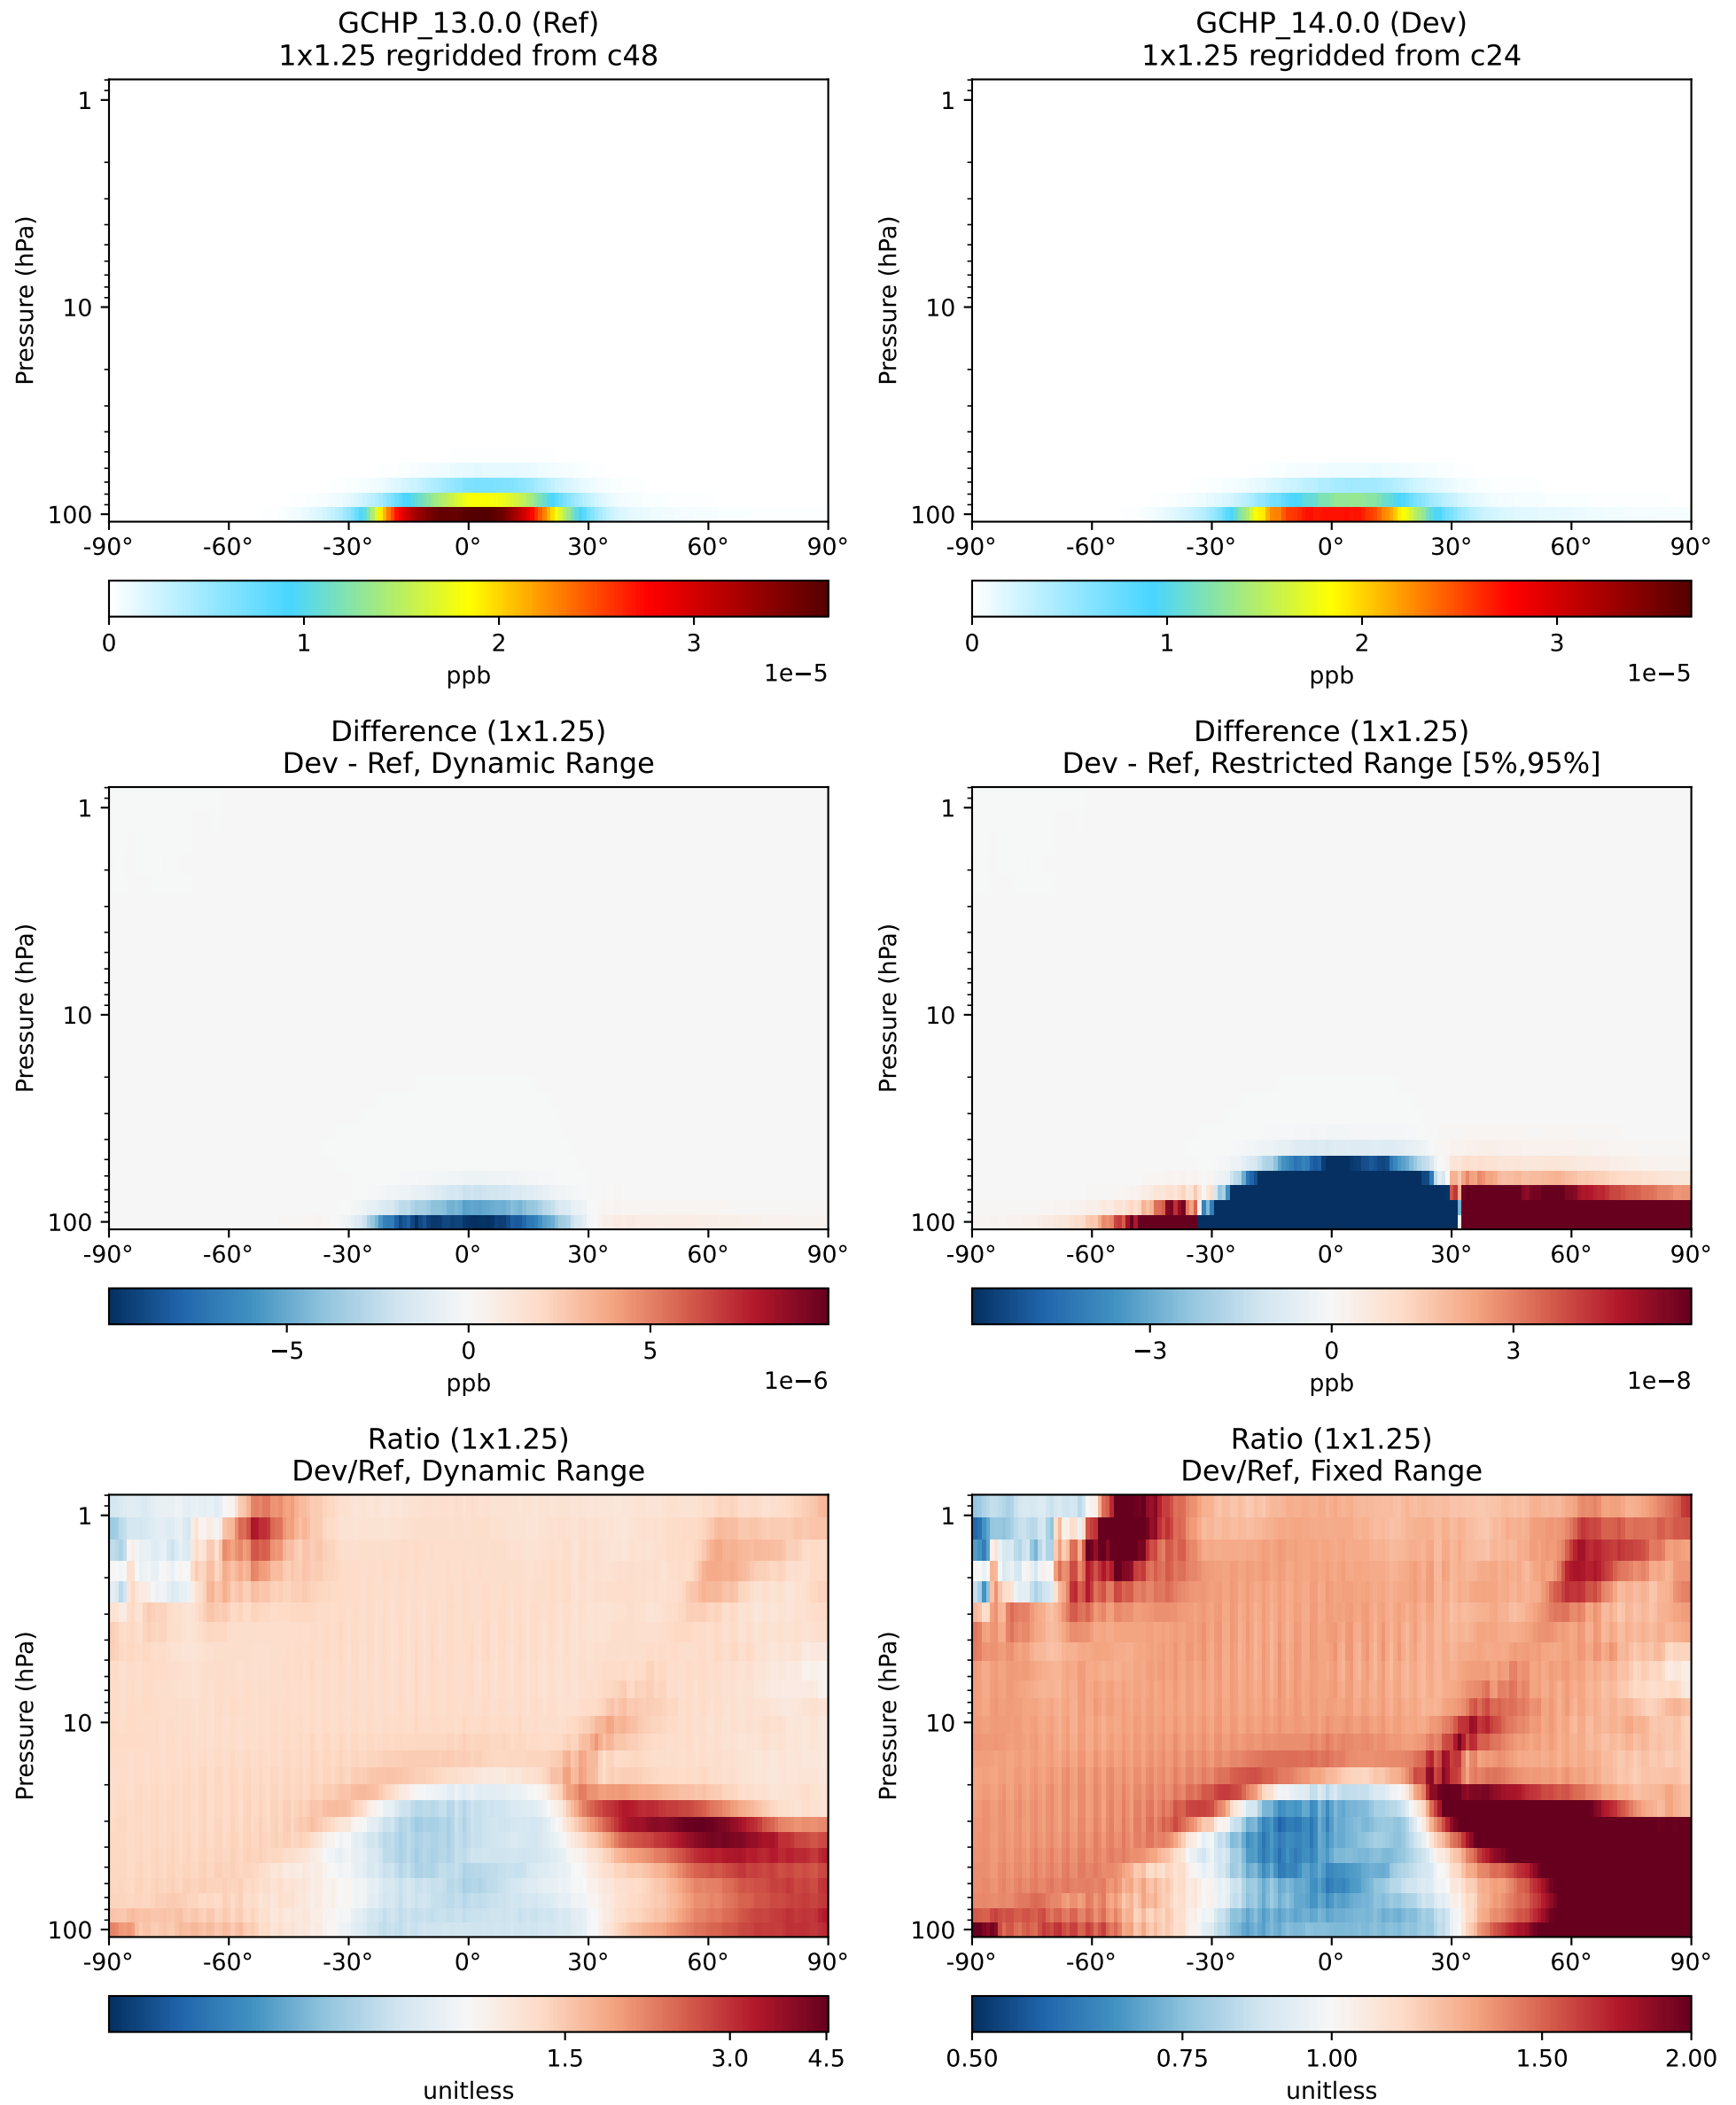 GCHP_13.0.0 (Ref)
1x1.25 regridded from c48
Pressure (hPa)
1
10
100
-90° -60° -30° 0° 30° 60° 90°
0 1 2 3
ppb
1e−5
GCHP_14.0.0 (Dev)
1x1.25 regridded from c24
Pressure (hPa)
1
10
100
-90° -60° -30° 0° 30° 60° 90°
0 1 2 3
ppb
1e−5
Difference (1x1.25)
Dev - Ref, Dynamic Range
Pressure (hPa)
1
10
100
-90° -60° -30° 0° 30° 60° 90°
−5 0 5
ppb
1e−6
Difference (1x1.25)
Dev - Ref, Restricted Range [5%,95%]
Pressure (hPa)
1
10
100
-90° -60° -30° 0° 30° 60° 90°
−3 0 3
ppb
1e−8
Ratio (1x1.25)
Dev/Ref, Dynamic Range
Pressure (hPa)
1
10
100
-90° -60° -30° 0° 30° 60° 90°
1.5 3.0 4.5
unitless
Ratio (1x1.25)
Dev/Ref, Fixed Range
Pressure (hPa)
1
10
100
-90° -60° -30° 0° 30° 60° 90°
0.50 0.75 1.00 1.50 2.00
unitless